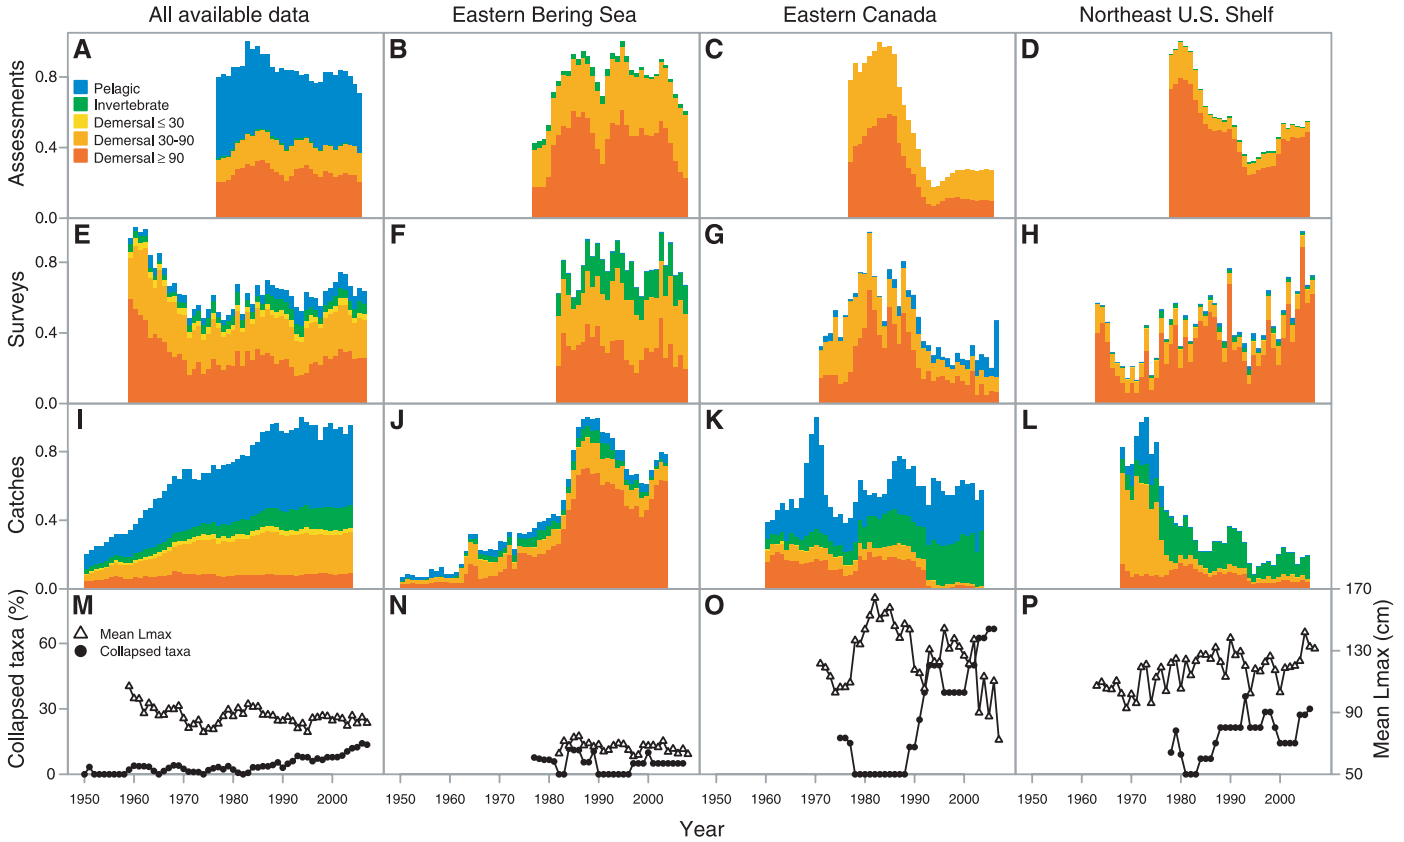 All available data Eastern Bering Sea Eastern Canada Northeast U.S. Shelf
Assessments
A B C D
0.8
0.4
0.0
Pelagic
Invertebrate
Demersal ≤ 30
Demersal 30-90
Demersal ≥ 90
Surveys
E F G H
0.8
0.4
0.0
Catches
I J K L
0.8
0.4
0.0
Collapsed taxa (%)
M N O P
60
30
0
Mean Lmax
Collapsed taxa
170
130
90
50
Mean Lmax (cm)
1950 1960 1970 1980 1990 2000 1950 1960 1970 1980 1990 2000 1950 1960 1970 1980 1990 2000 1950 1960 1970 1980 1990 2000
Year